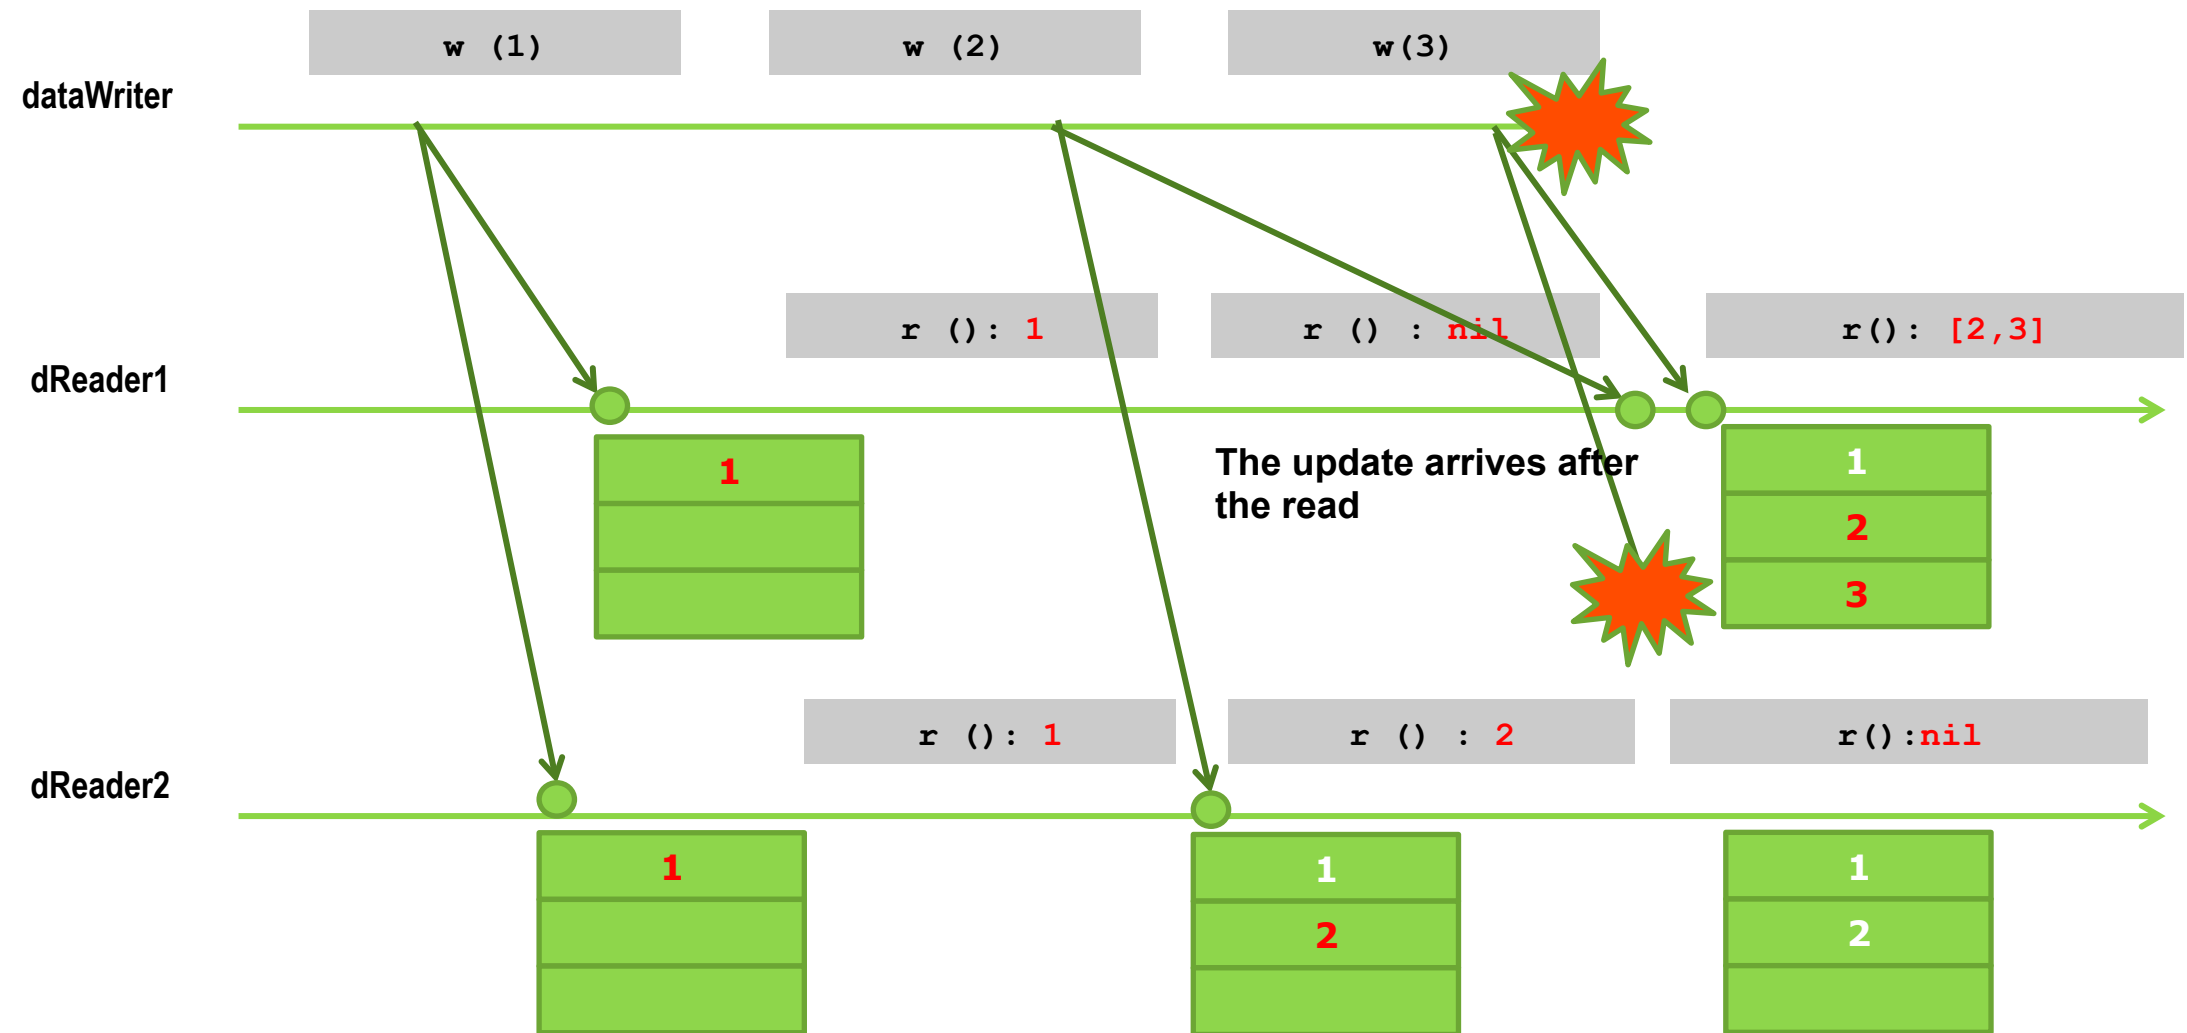 w (1)
w (2)
w(3)
dataWriter
r (): 1
r () : nil
r(): [2,3]
dReader1
1
The update arrives after
the read
1
2
3
r (): 1
r () : 2
r():nil
dReader2
1
1
2
1
2